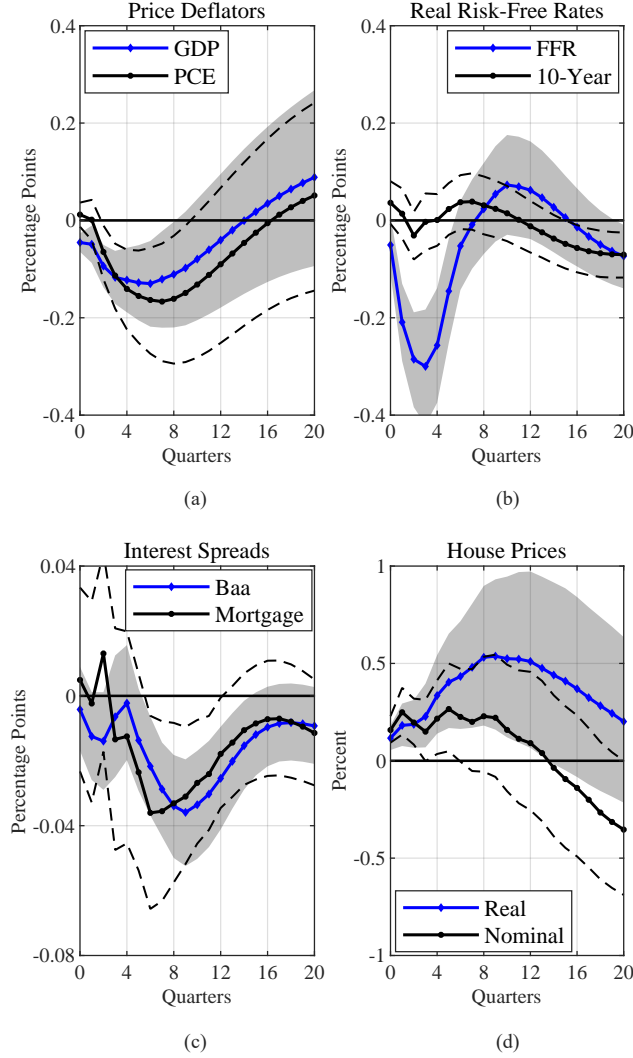 Price Deflators
0.4
0.2
0
-0.2
-0.4
Percentage Points
GDP
PCE
0 4 8 12 16 20
Quarters
(a)
Real Risk-Free Rates
0.4
0.2
0
-0.2
-0.4
Percentage Points
FFR
10-Year
0 4 8 12 16 20
Quarters
(b)
Interest Spreads
0.04
0
-0.04
-0.08
Percentage Points
Baa
Mortgage
0 4 8 12 16 20
Quarters
(c)
House Prices
1
0.5
0
-0.5
-1
Percent
Real
Nominal
0 4 8 12 16 20
Quarters
(d)